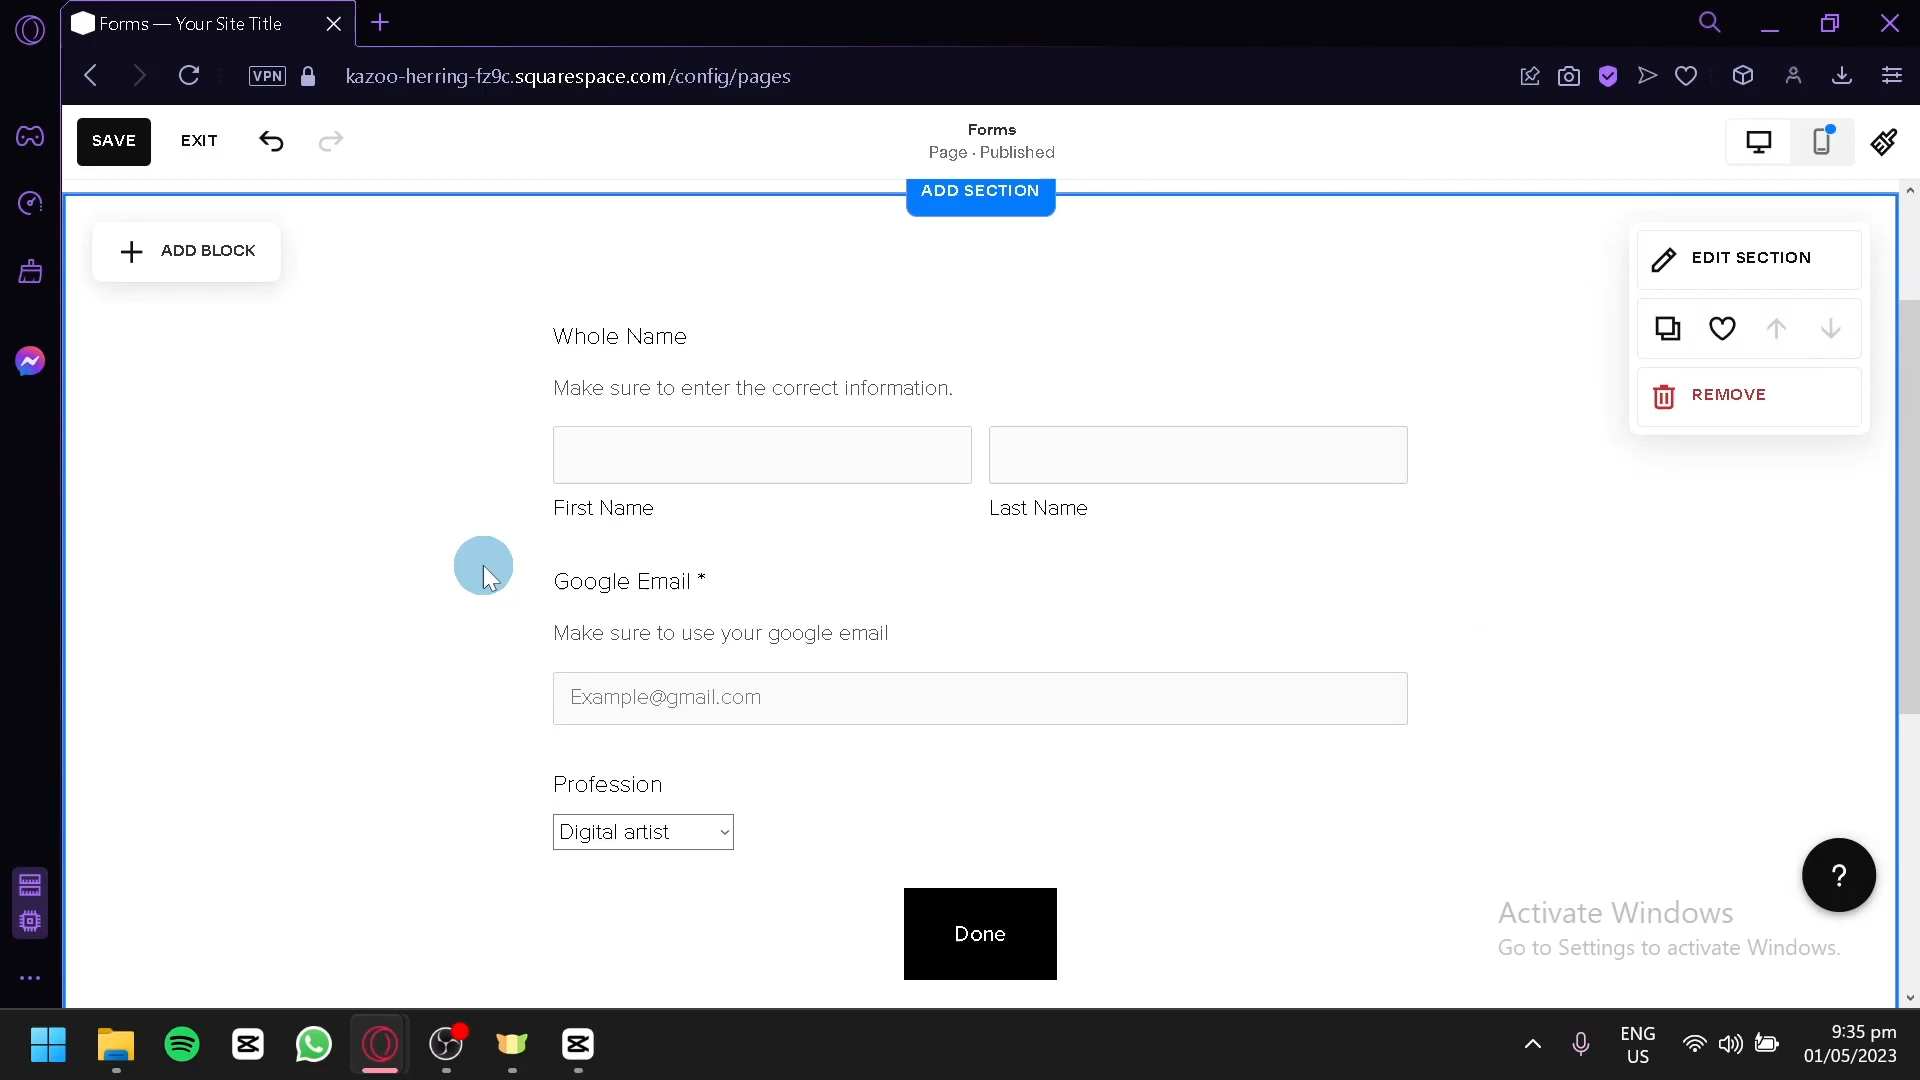 Forms — Your Site Title
VPN
kazoo-herring-fz9c.squarespace.com/config/pages
SAVE
EXIT
Forms
Page · Published
ADD SECTION
ADD BLOCK
EDIT SECTION
REMOVE
Whole Name
Make sure to enter the correct information.
First Name
Last Name
Google Email *
Make sure to use your google email
Example@gmail.com
Profession
Digital artist
Done
?
Activate Windows
Go to Settings to activate Windows.
ENG
US
9:35 pm
01/05/2023